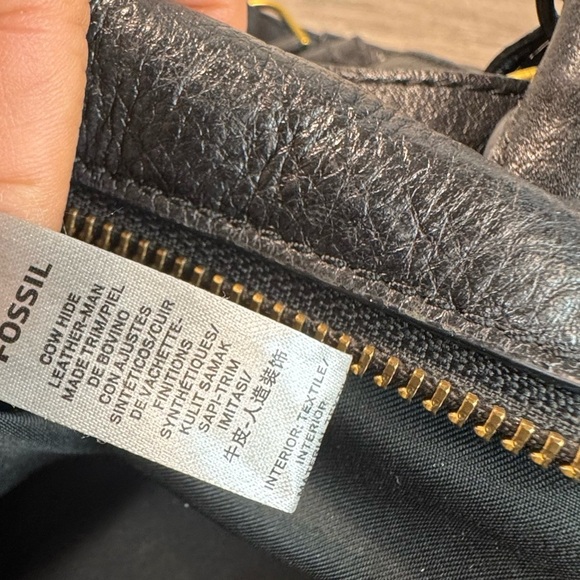 FOSSIL
COW HIDE
LEATHER-MAN
MADE TRIM/PIEL
DE BOVINO
CON AJUSTES
SINTETICOS/CUIR
DE VACHETTE-
FINITIONS
SYNTHÉTIQUES/
KULIT SAMAK
SAPI-TRIM
IMITASI/
牛皮-人造装饰
INTERIOR: TEXTILE/
INTERIOR